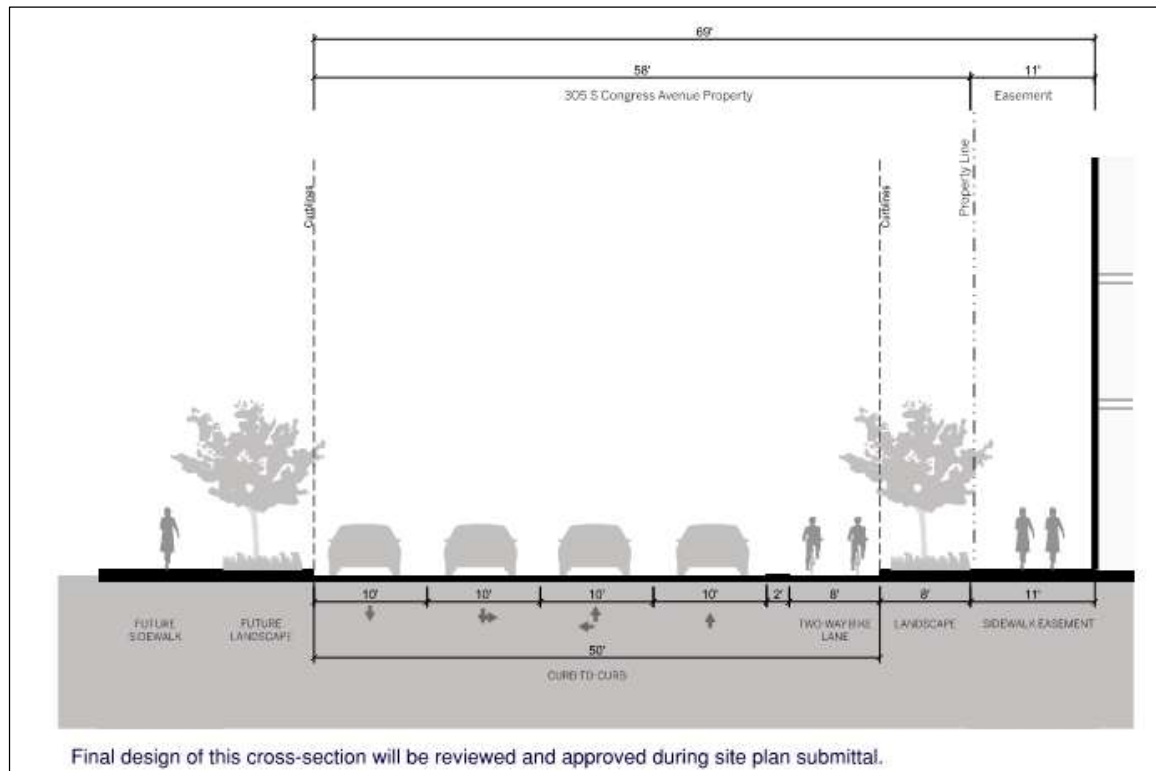 69'
58'
11'
305 S Congress Avenue Property
Easement
Curblines
Curblines
Property Line
10'
10'
10'
10'
2'
8'
8'
11'
FUTURE SIDEWALK
FUTURE LANDSCAPE
TWO-WAY BIKE LANE
LANDSCAPE
SIDEWALK EASEMENT
50'
CURB-TO-CURB
Final design of this cross-section will be reviewed and approved during site plan submittal.